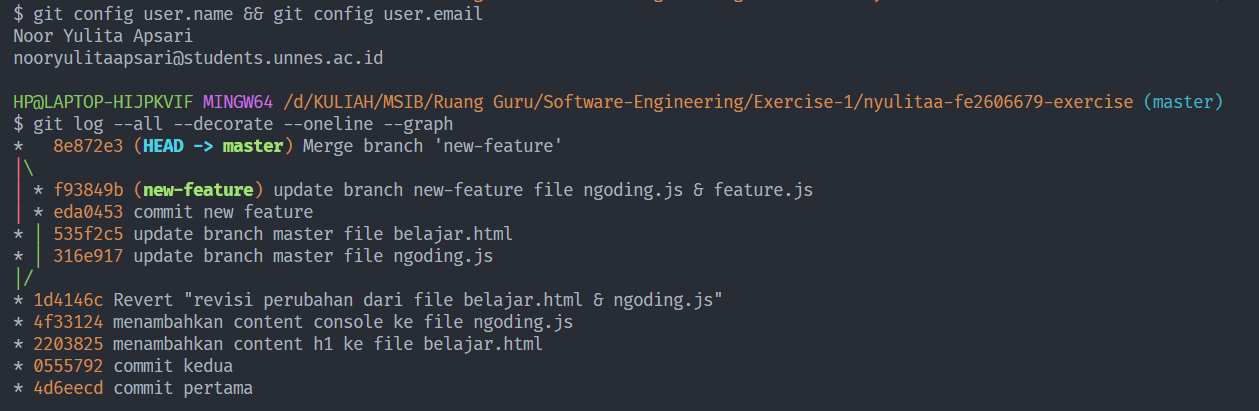 $ git config user.name && git config user.email
Noor Yulita Apsari
nooryulitaapsari@students.unnes.ac.id
HP@LAPTOP-HIJPKVIF MINGW64 /d/KULIAH/MSIB/Ruang Guru/Software-Engineering/Exercise-1/nyulitaa-fe2606679-exercise (master)
$ git log --all --decorate --oneline --graph
*   8e872e3 (HEAD -> master) Merge branch 'new-feature'
|\
| * f93849b (new-feature) update branch new-feature file ngoding.js & feature.js
| * eda0453 commit new feature
* | 535f2c5 update branch master file belajar.html
* | 316e917 update branch master file ngoding.js
|/
* 1d4146c Revert "revisi perubahan dari file belajar.html & ngoding.js"
* 4f33124 menambahkan content console ke file ngoding.js
* 2203825 menambahkan content h1 ke file belajar.html
* 0555792 commit kedua
* 4d6eecd commit pertama